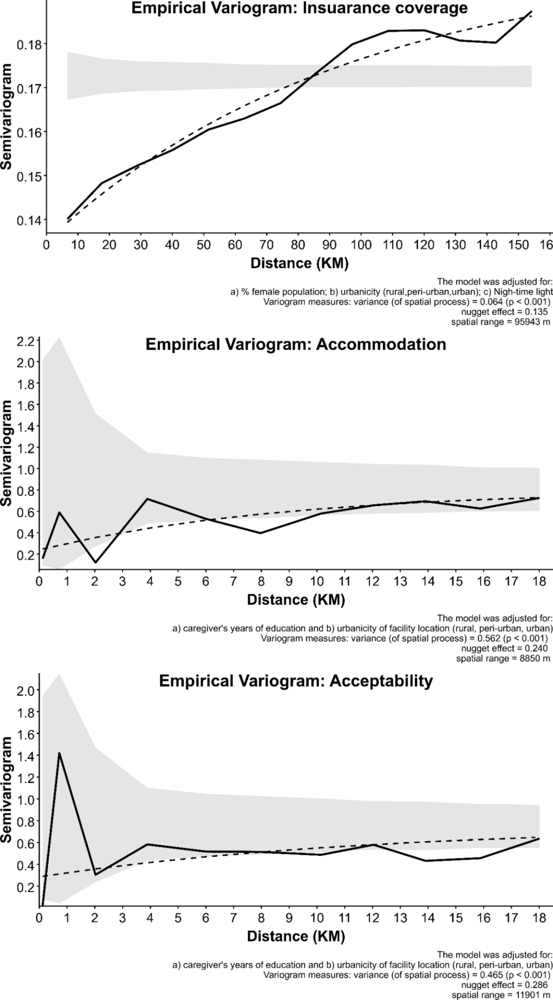 Empirical Variogram: Insuarance coverage
Semivariogram
0.18
0.17
0.16
0.15
0.14
0 10 20 30 40 50 60 70 80 90 100 110 120 130 140 150 16
Distance (KM)
The model was adjusted for:
a) % female population; b) urbanicity (rural,peri-urban,urban); c) Nigh-time light
Variogram measures: variance (of spatial process) = 0.064 (p < 0.001)
nugget effect = 0.135
spatial range = 95943 m
Empirical Variogram: Accommodation
Semivariogram
2.2
2.0
1.8
1.6
1.4
1.2
1.0
0.8
0.6
0.4
0.2
0 1 2 3 4 5 6 7 8 9 10 11 12 13 14 15 16 17 18
Distance (KM)
The model was adjusted for:
a) caregiver's years of education and b) urbanicity of facility location (rural, peri-urban, urban)
Variogram measures: variance (of spatial process) = 0.562 (p < 0.001)
nugget effect = 0.240
spatial range = 8850 m
Empirical Variogram: Acceptability
Semivariogram
2.0
1.8
1.6
1.4
1.2
1.0
0.8
0.6
0.4
0.2
0 1 2 3 4 5 6 7 8 9 10 11 12 13 14 15 16 17 18
Distance (KM)
The model was adjusted for:
a) caregiver's years of education and b) urbanicity of facility location (rural, peri-urban, urban)
Variogram measures: variance (of spatial process) = 0.465 (p < 0.001)
nugget effect = 0.286
spatial range = 11901 m